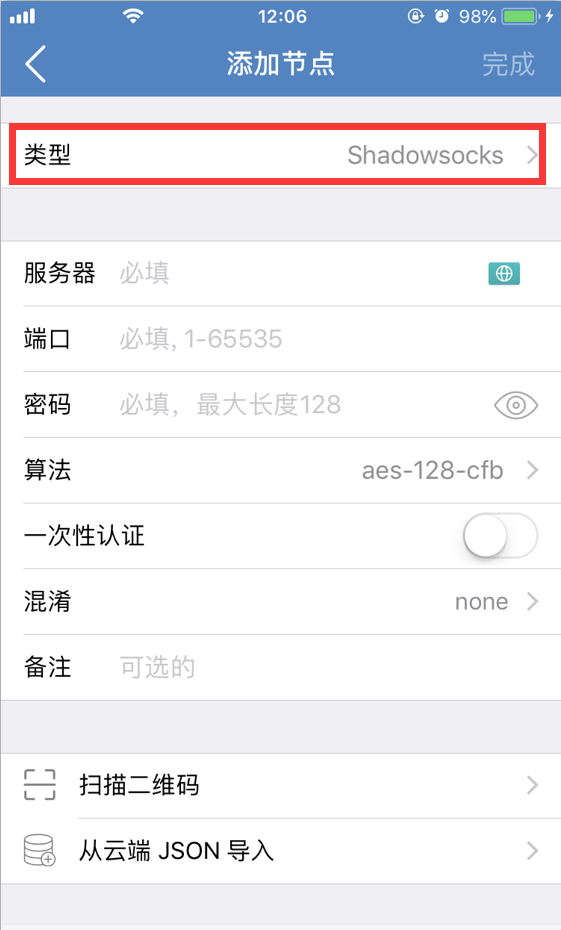 12:06 98%
添加节点 完成
类型 Shadowsocks
服务器 必填
端口 必填, 1-65535
密码 必填，最大长度128
算法 aes-128-cfb
一次性认证
混淆 none
备注 可选的
扫描二维码
从云端 JSON 导入